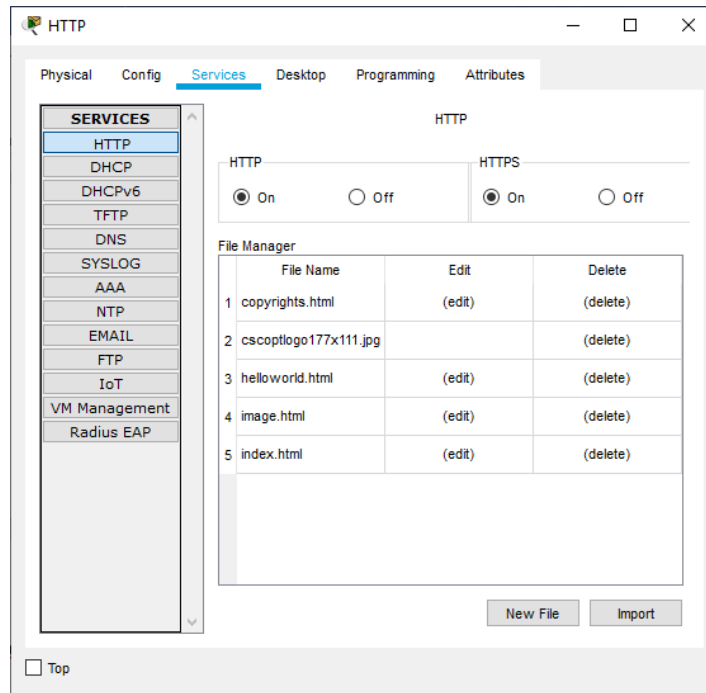 HTTP
Physical Config Services Desktop Programming Attributes
SERVICES
HTTP
DHCP
DHCPv6
TFTP
DNS
SYSLOG
AAA
NTP
EMAIL
FTP
IoT
VM Management
Radius EAP
HTTP
HTTP
On Off
HTTPS
On Off
File Manager
File Name Edit Delete
1 copyrights.html (edit) (delete)
2 cscoptlogo177x111.jpg (delete)
3 helloworld.html (edit) (delete)
4 image.html (edit) (delete)
5 index.html (edit) (delete)
New File Import
Top